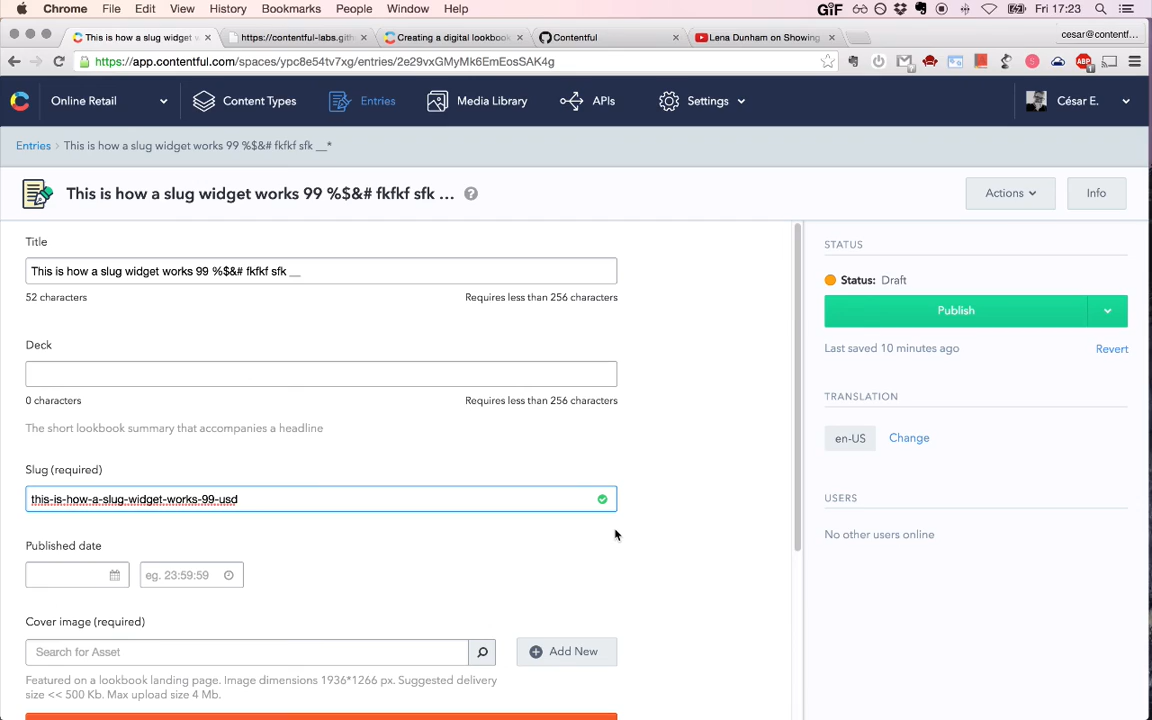 Chrome File Edit View History Bookmarks People Window Help GIF Fri 17:23
This is how a slug widget w × https://contentful-labs.gith × Creating a digital lookbook × Contentful × Lena Dunham on Showing × cesar@contentf...
https://app.contentful.com/spaces/ypc8e54tv7xg/entries/2e29vxGMyMk6EmEosSAK4g
Online Retail Content Types Entries Media Library APIs Settings César E.
Entries › This is how a slug widget works 99 %$&# fkfkf sfk __*
This is how a slug widget works 99 %$&# fkfkf sfk ... ? Actions Info
Title
This is how a slug widget works 99 %$&# fkfkf sfk __
52 characters Requires less than 256 characters
Deck
0 characters Requires less than 256 characters
The short lookbook summary that accompanies a headline
Slug (required)
this-is-how-a-slug-widget-works-99-usd
Published date
eg. 23:59:59
Cover image (required)
Search for Asset Add New
Featured on a lookbook landing page. Image dimensions 1936*1266 px. Suggested delivery
size << 500 Kb. Max upload size 4 Mb.
STATUS
Status: Draft
Publish
Last saved 10 minutes ago Revert
TRANSLATION
en-US Change
USERS
No other users online